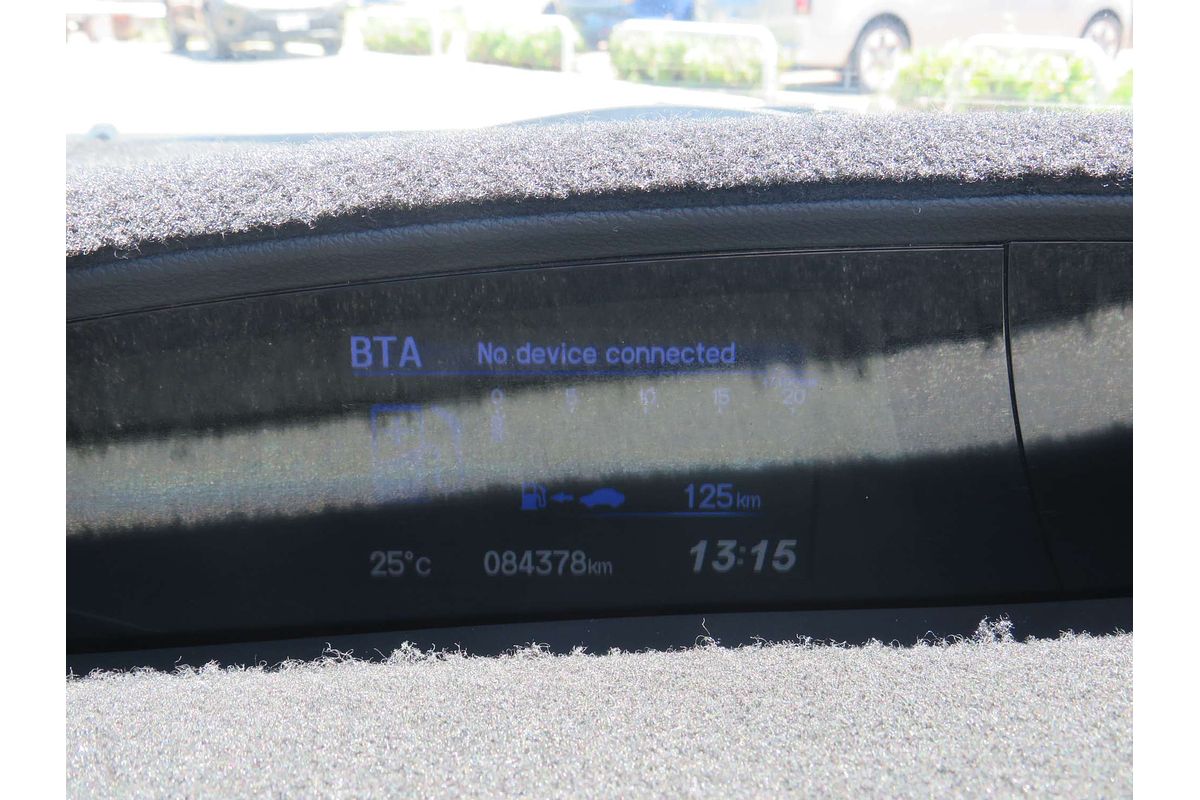 BTA No device connected
0 5 10 15 20
125km
25°C 084378km 13:15